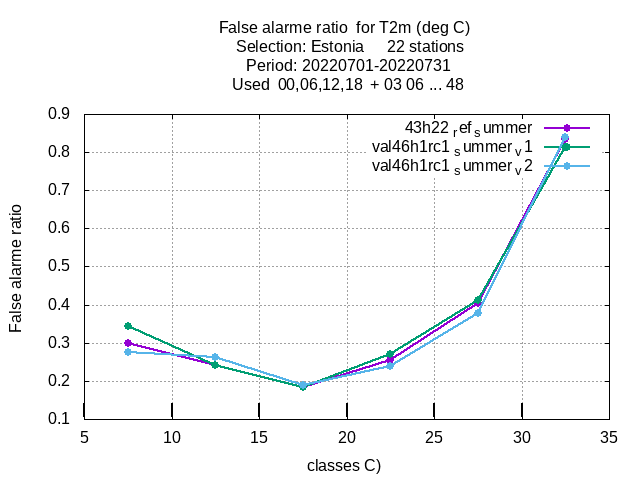 False alarme ratio  for T2m (deg C)
Selection: Estonia     22 stations
Period: 20220701-20220731
Used  00,06,12,18  + 03 06 ... 48
43h22 ref summer
val46h1rc1 summer v1
val46h1rc1 summer v2
False alarme ratio
0.9
0.8
0.7
0.6
0.5
0.4
0.3
0.2
0.1
5 10 15 20 25 30 35
classes C)